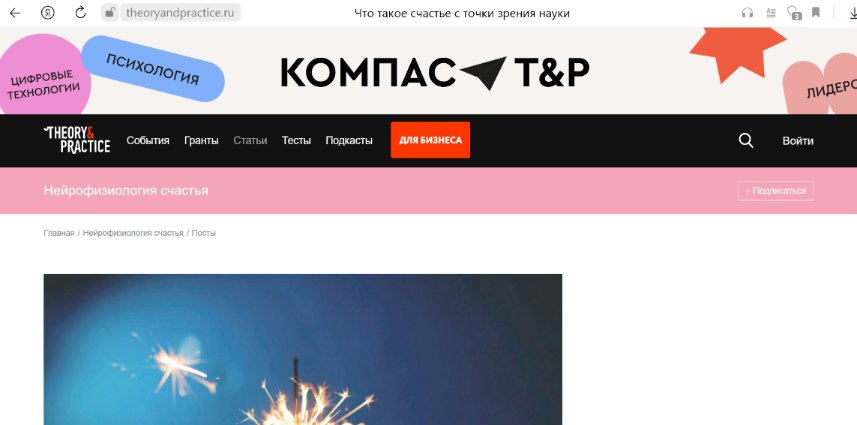 theoryandpractice.ru
Что такое счастье с точки зрения науки
3
ЦИФРОВЫЕ
ТЕХНОЛОГИИ
ПСИХОЛОГИЯ
КОМПАС T&P
ЛИДЕРС
THEORY&
PRACTICE
События
Гранты
Статьи
Тесты
Подкасты
ДЛЯ БИЗНЕСА
Войти
Нейрофизиология счастья
+ Подписаться
Главная / Нейрофизиология счастья / Посты